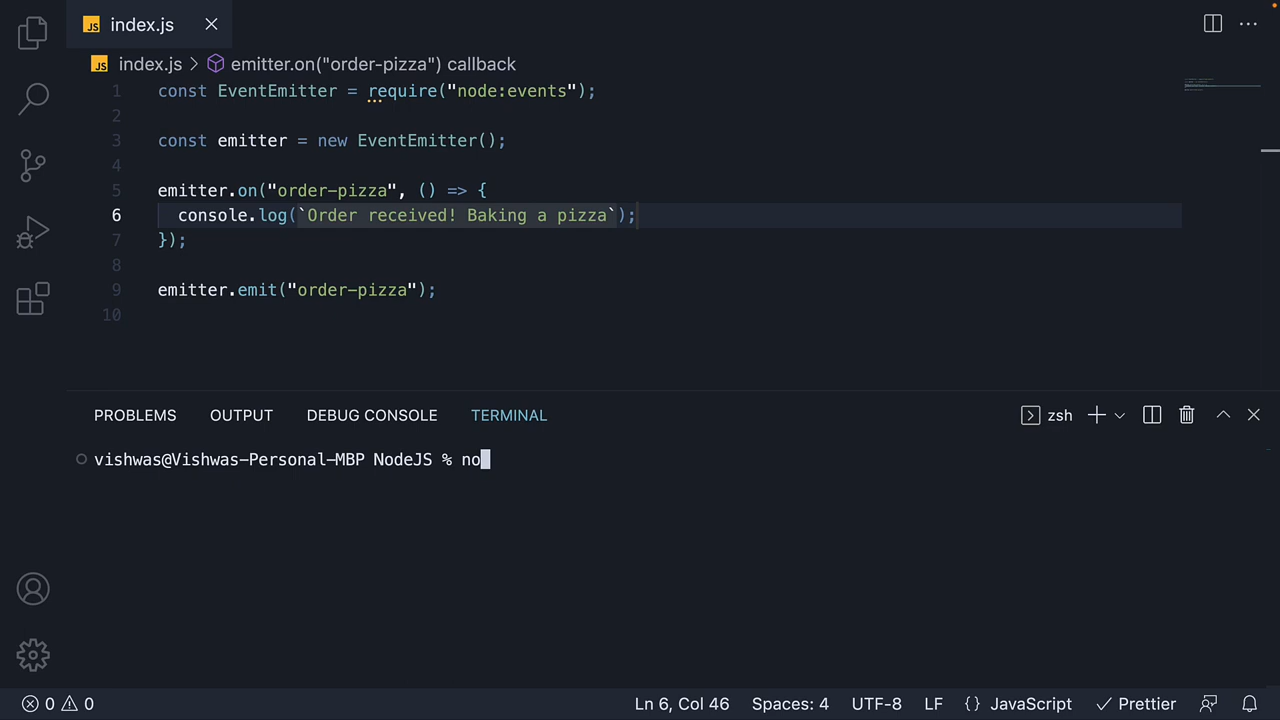 JS index.js
JS index.js > emitter.on("order-pizza") callback
1 const EventEmitter = require("node:events");
2
3 const emitter = new EventEmitter();
4
5 emitter.on("order-pizza", () => {
6 console.log(`Order received! Baking a pizza`);
7 });
8
9 emitter.emit("order-pizza");
10
PROBLEMS OUTPUT DEBUG CONSOLE TERMINAL zsh
vishwas@Vishwas-Personal-MBP NodeJS % no
0 0 Ln 6, Col 46 Spaces: 4 UTF-8 LF {} JavaScript Prettier